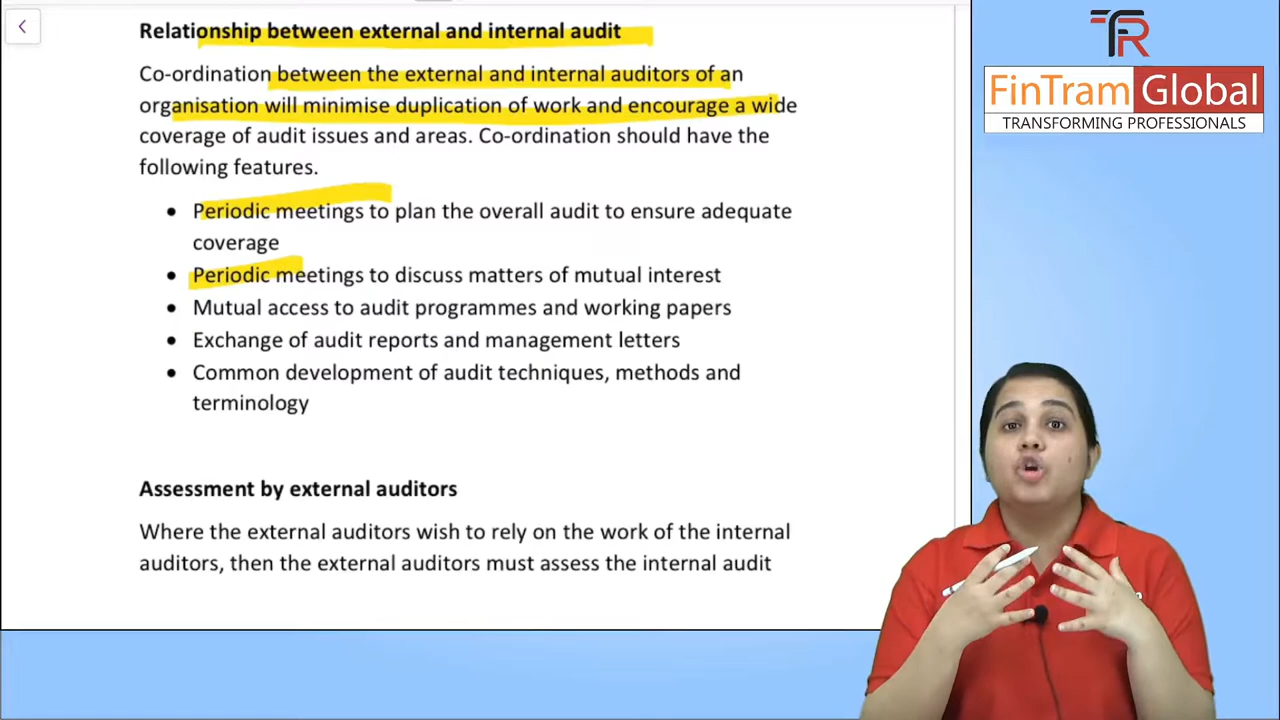 Relationship between external and internal audit
Co-ordination between the external and internal auditors of an
organisation will minimise duplication of work and encourage a wide
coverage of audit issues and areas. Co-ordination should have the
following features.
• Periodic meetings to plan the overall audit to ensure adequate
coverage
• Periodic meetings to discuss matters of mutual interest
• Mutual access to audit programmes and working papers
• Exchange of audit reports and management letters
• Common development of audit techniques, methods and
terminology
Assessment by external auditors
Where the external auditors wish to rely on the work of the internal
auditors, then the external auditors must assess the internal audit
FinTram Global
TRANSFORMING PROFESSIONALS